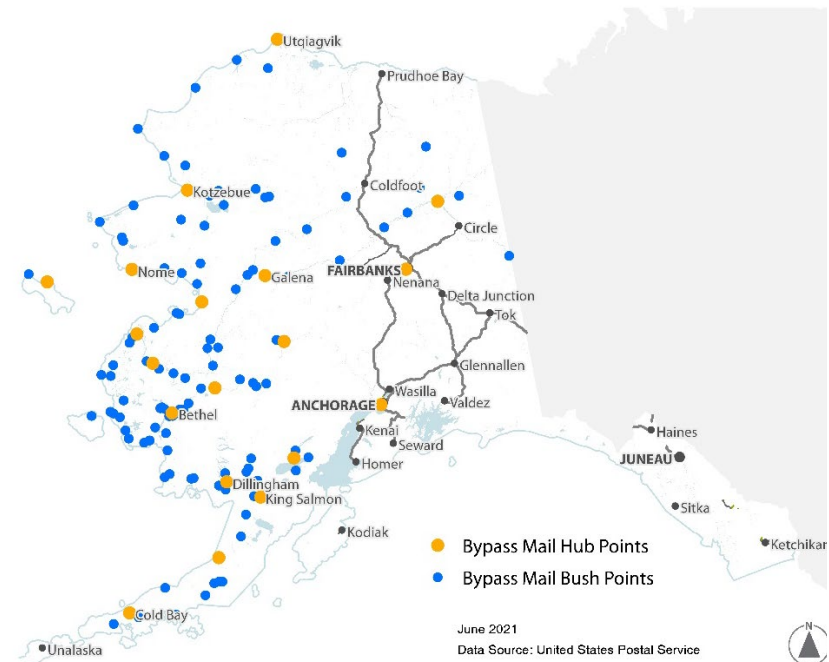 Utqiagvik
Prudhoe Bay
Coldfoot
Kotzebue
Circle
Nome
Galena
FAIRBANKS
Nenana
Delta Junction
Tok
Glennallen
Wasilla
ANCHORAGE
Valdez
Bethel
Kenai
Seward
Haines
Homer
JUNEAU
Dillingham
King Salmon
Sitka
Kodiak
Ketchikan
Bypass Mail Hub Points
Bypass Mail Bush Points
Cold Bay
June 2021
Data Source: United States Postal Service
Unalaska
N